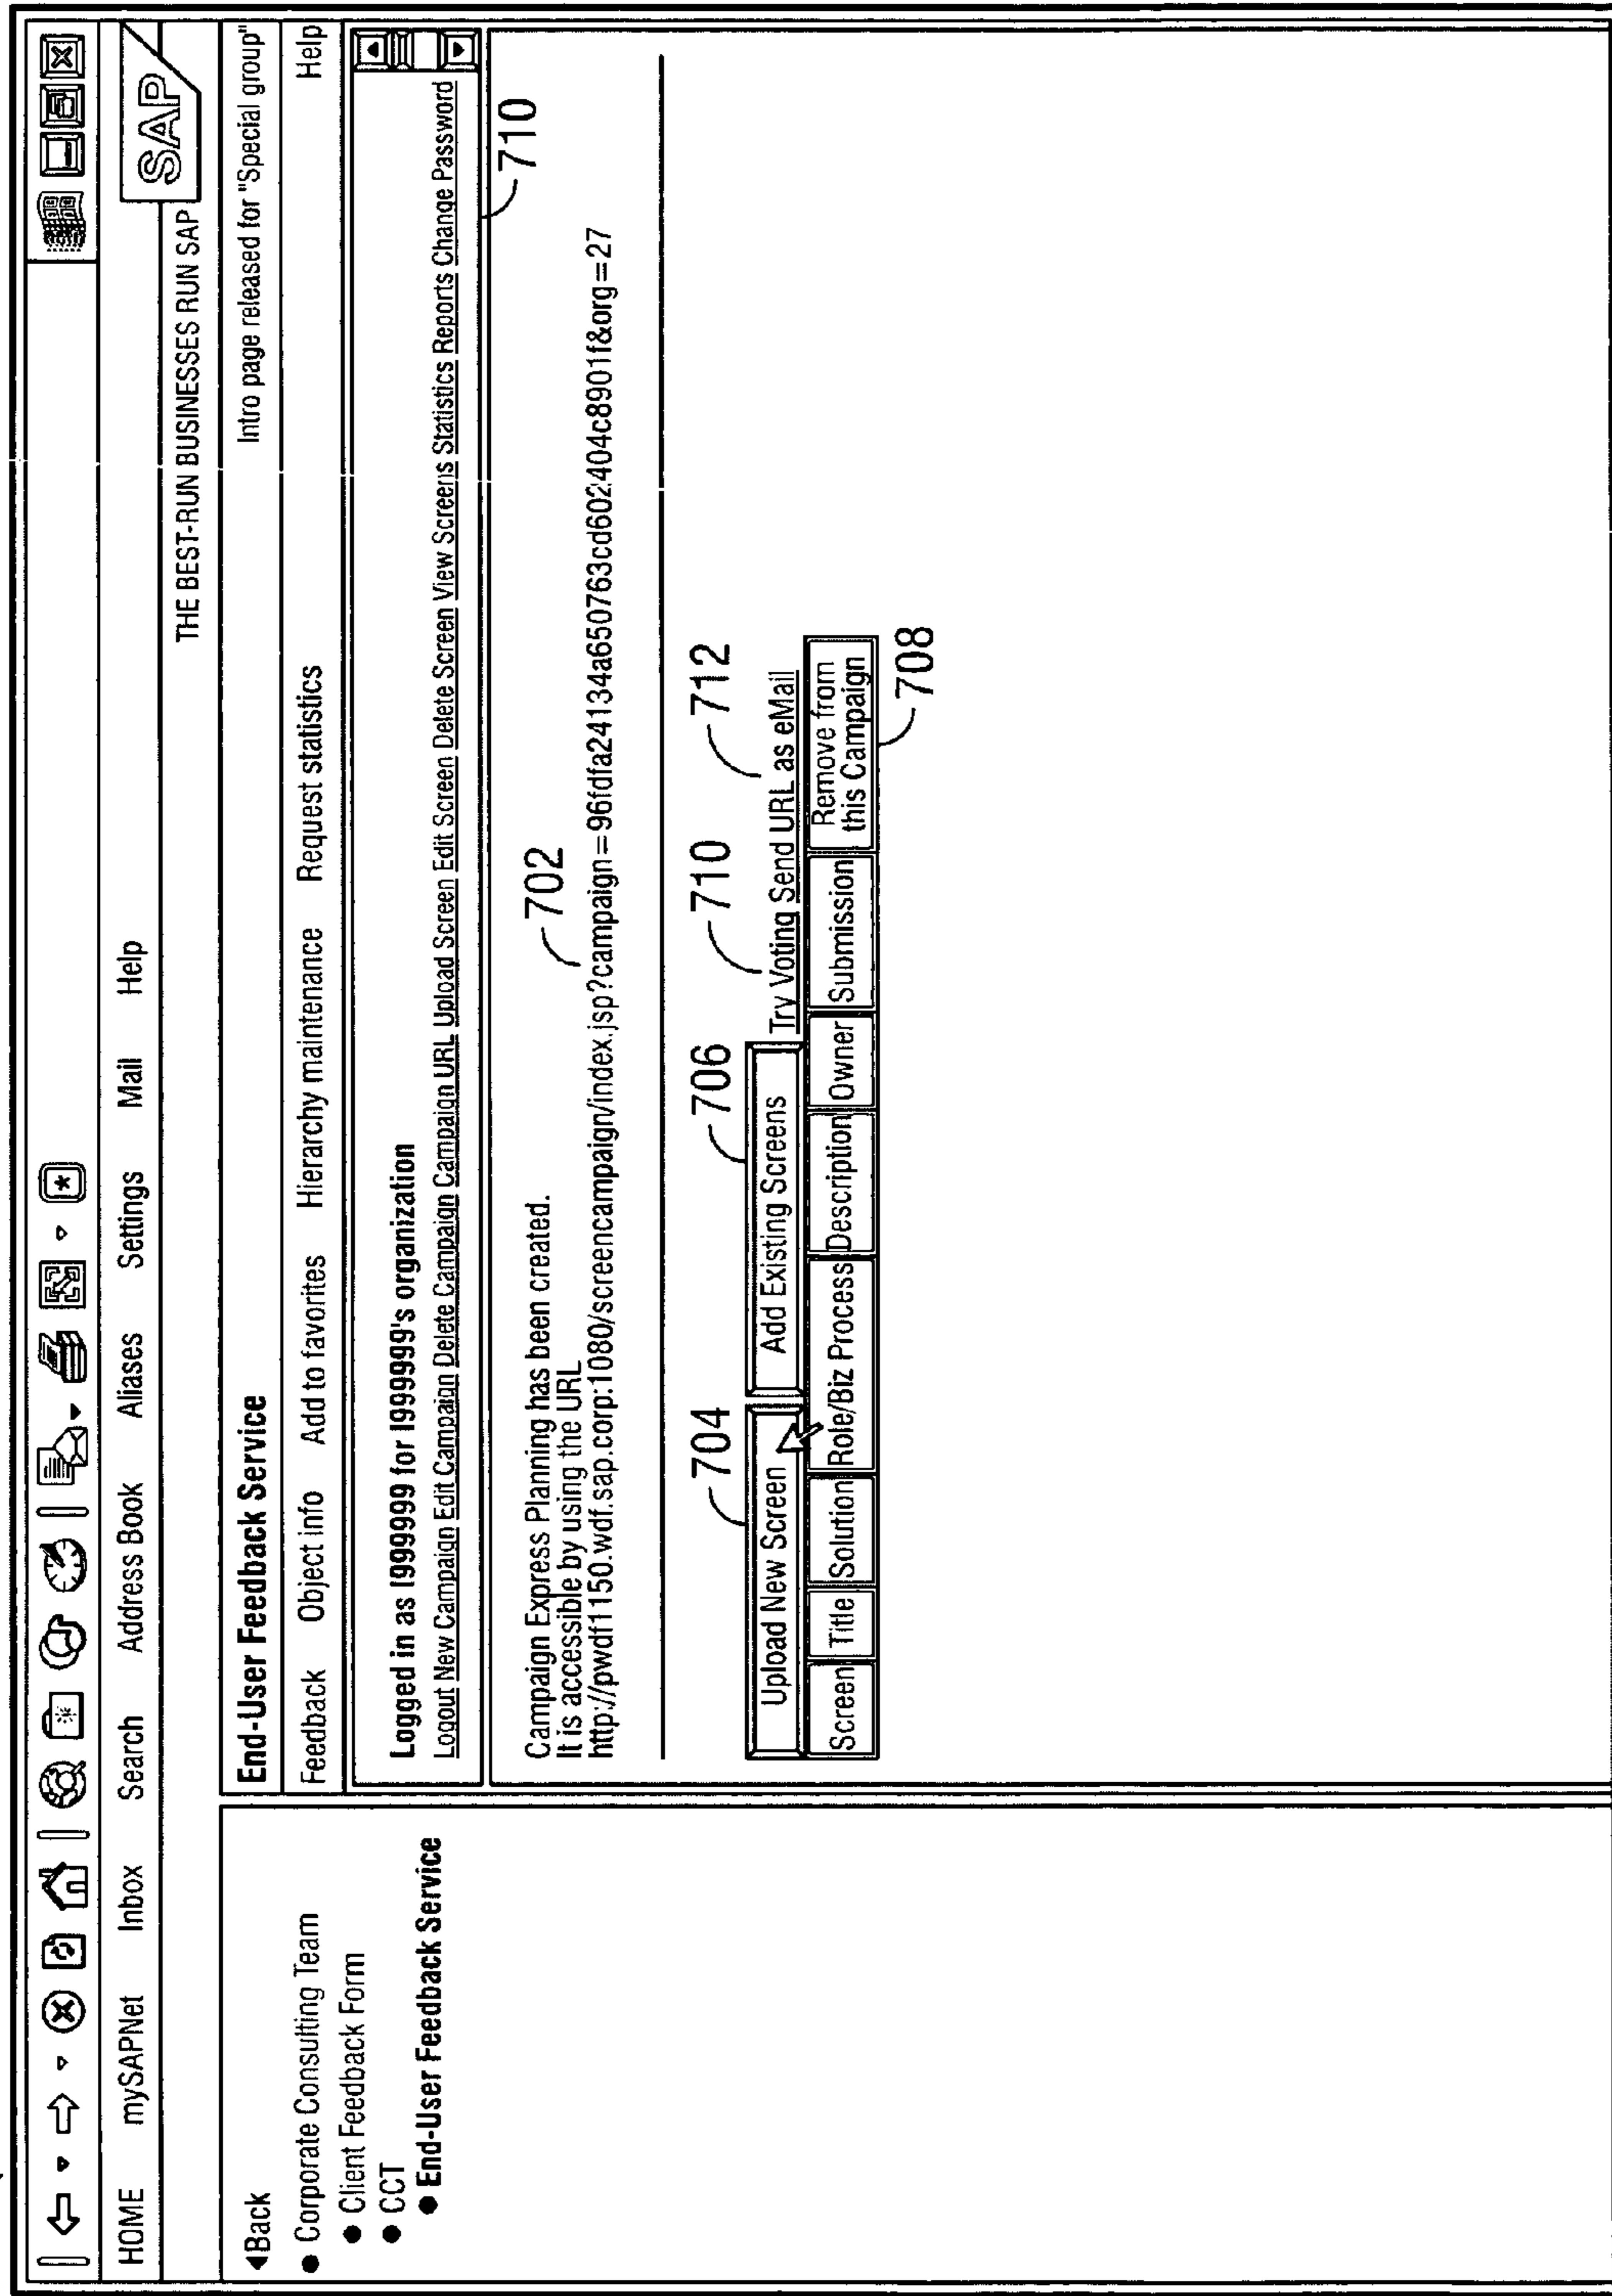 HOME mySAPNet Inbox Search Address Book Aliases Settings Mail Help
SAP
THE BEST-RUN BUSINESSES RUN SAP
◀Back
● Corporate Consulting Team
● Client Feedback Form
● CCT
● End-User Feedback Service
End-User Feedback Service
Intro page released for "Special group"
Feedback Object info Add to favorites Hierarchy maintenance Request statistics Help
Logged in as I999999 for I999999's organization
Logout New Campaign Edit Campaign Delete Campaign Campaign URL Upload Screen Edit Screen Delete Screen View Screens Statistics Reports Change Password
710
Campaign Express Planning has been created.
702
It is accessible by using the URL
http://pwdf1150.wdf.sap.corp:1080/screencampaign/index.jsp?campaign=96fdfa24134a650763cd602404c8901f&org=27
704 706 710 712
Upload New Screen Add Existing Screens Try Voting Send URL as eMail
Screen Title Solution Role/Biz Process Description Owner Submission Remove from
this Campaign
708